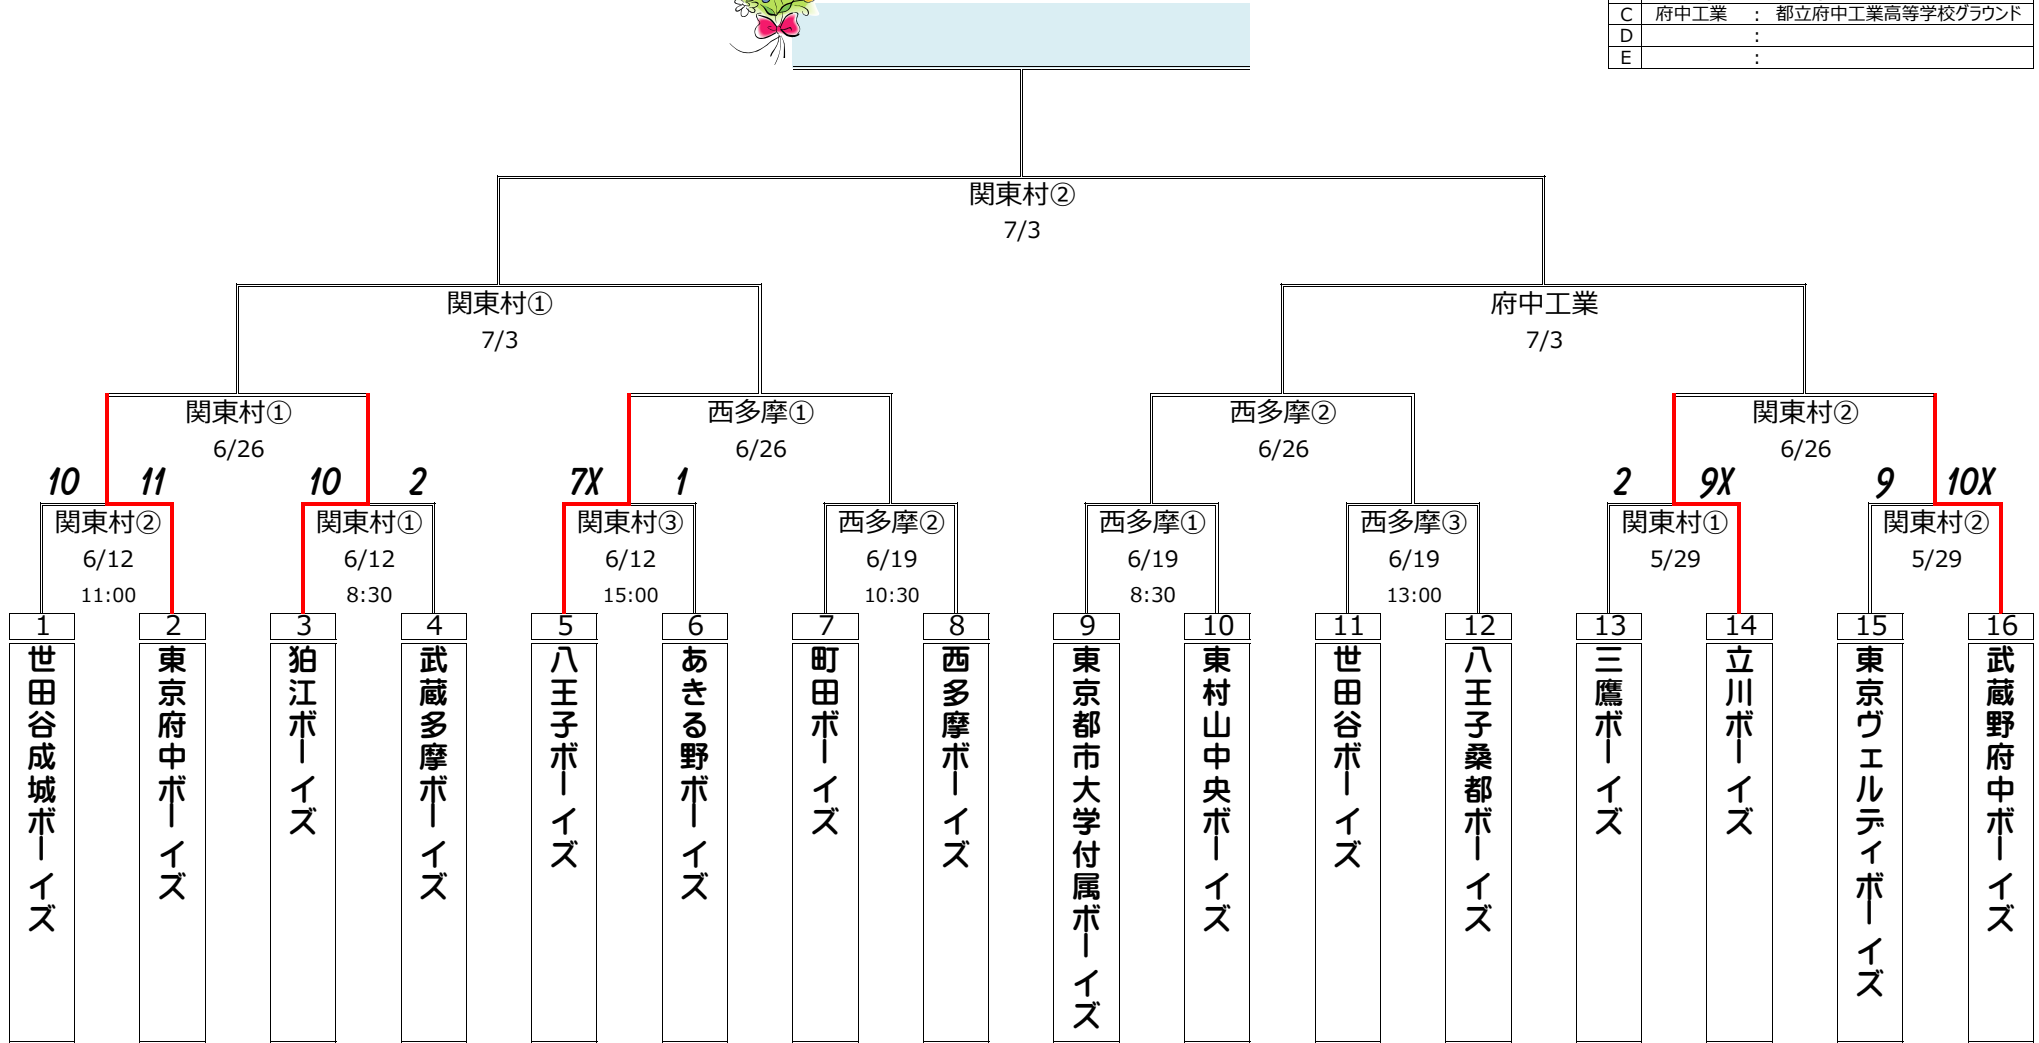 C 府中工業 : 都立府中工業高等学校グラウンド
D :
E :
関東村②
7/3
関東村① 府中工業
7/3 7/3
関東村① 西多摩① 西多摩② 関東村②
6/26 6/26 6/26 6/26
10 11 10 2 7X 1 2 9X 9 10X
関東村② 関東村① 関東村③ 西多摩② 西多摩① 西多摩③ 関東村① 関東村②
6/12 6/12 6/12 6/19 6/19 6/19 5/29 5/29
11:00 8:30 15:00 10:30 8:30 13:00
1 2 3 4 5 6 7 8 9 10 11 12 13 14 15 16
世田谷成城ボーイズ
東京府中ボーイズ
狛江ボーイズ
武蔵多摩ボーイズ
八王子ボーイズ
あきる野ボーイズ
町田ボーイズ
西多摩ボーイズ
東京都市大学付属ボーイズ
東村山中央ボーイズ
世田谷ボーイズ
八王子桑都ボーイズ
三鷹ボーイズ
立川ボーイズ
東京ヴェルディボーイズ
武蔵野府中ボーイズ